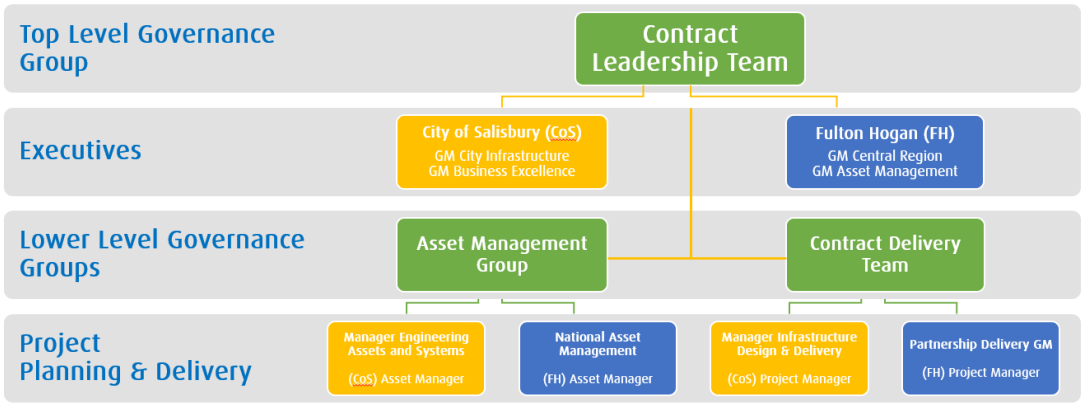 Top Level Governance
Group
Contract
Leadership Team
Executives
City of Salisbury (CoS)
GM City Infrastructure
GM Business Excellence
Fulton Hogan (FH)
GM Central Region
GM Asset Management
Lower Level Governance
Groups
Asset Management
Group
Contract Delivery
Team
Project
Planning & Delivery
Manager Engineering
Assets and Systems
(CoS) Asset Manager
National Asset
Management
(FH) Asset Manager
Manager Infrastructure
Design & Delivery
(CoS) Project Manager
Partnership Delivery GM
(FH) Project Manager